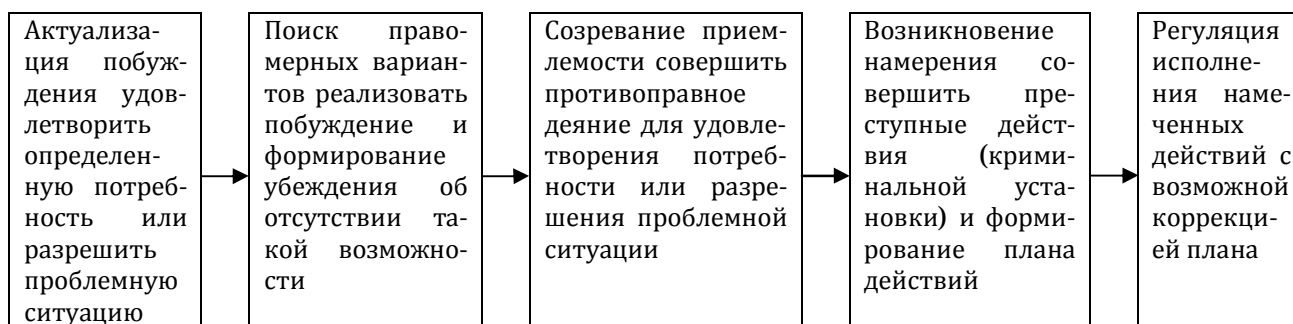 Актуализа-
ция побуж-
дения удов-
летворить
определен-
ную потреб-
ность или
разрешить
проблемную
ситуацию
Поиск право-
мерных вариан-
тов реализовать
побуждение и
формирование
убеждения об
отсутствии та-
кой возможно-
сти
Созревание прием-
лемости совершить
противоправное
деяние для удовле-
творения потреб-
ности или разре-
шения проблемной
ситуации
Возникновение
намерения со-
вершить пре-
ступные дейст-
вия (крими-
нальной уста-
новки) и форми-
рование плана
действий
Регуляция
исполне-
ния наме-
ченных
действий с
возможной
коррекци-
ей плана